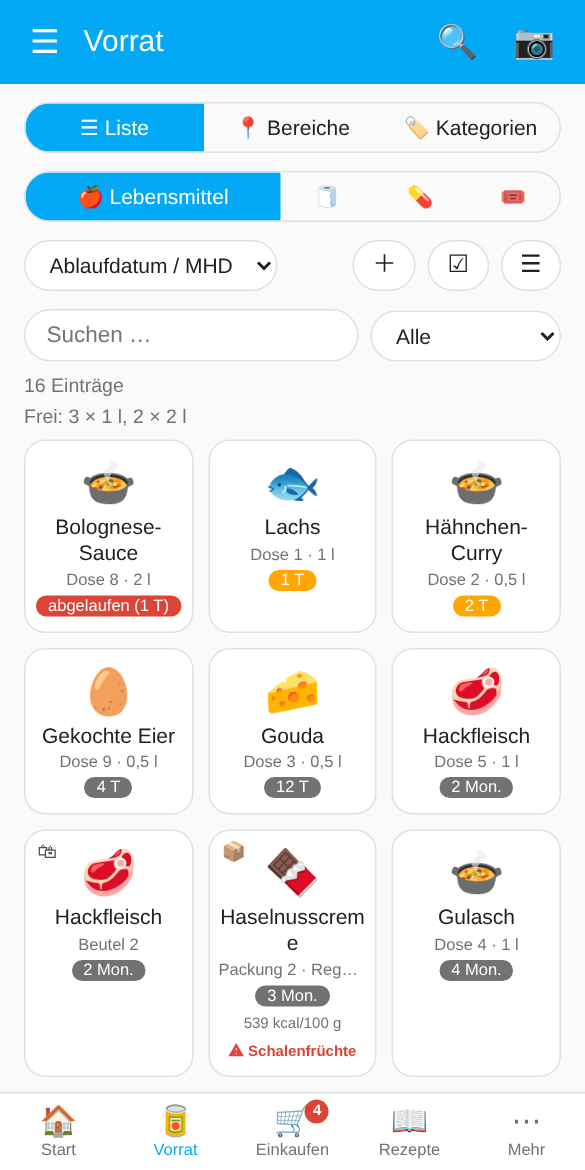 Vorrat
Liste
Bereiche
Kategorien
Lebensmittel
Ablaufdatum / MHD
Suchen …
Alle
16 Einträge
Frei: 3 × 1 l, 2 × 2 l
Bolognese-
Sauce
Dose 8 · 2 l
abgelaufen (1 T)
Lachs
Dose 1 · 1 l
1 T
Hähnchen-
Curry
Dose 2 · 0,5 l
2 T
Gekochte Eier
Dose 9 · 0,5 l
4 T
Gouda
Dose 3 · 0,5 l
12 T
Hackfleisch
Dose 5 · 1 l
2 Mon.
Hackfleisch
Beutel 2
2 Mon.
Haselnusscrem
e
Packung 2 · Reg…
3 Mon.
539 kcal/100 g
Schalenfrüchte
Gulasch
Dose 4 · 1 l
4 Mon.
Start
Vorrat
4
Einkaufen
Rezepte
Mehr